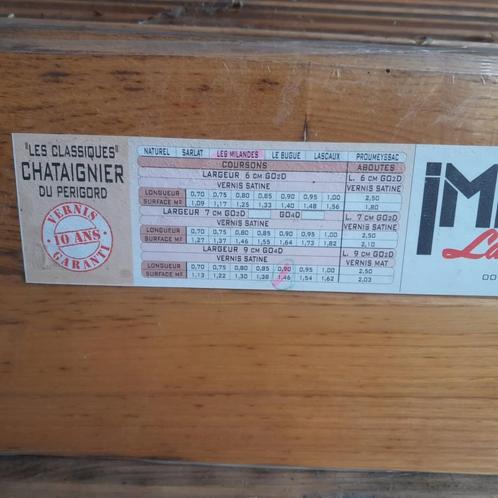 "LES CLASSIQUES"
CHATAIGNIER
DU PERIGORD
VERNIS
10 ANS
GARANTI
NATUREL SARLAT LES MILANDES LE BUGUE LASCAUX PROUMEYSSAC
COURSONS ABOUTES
LARGEUR 6 CM GO2D L. 6 CM GO2D
VERNIS SATINE VERNIS SATINE
LONGUEUR 0,70 0,75 0,80 0,85 0,90 0,95 1,00 2,50
SURFACE M² 1,09 1,17 1,25 1,33 1,40 1,48 1,56 1,80
LARGEUR 7 CM GO2D GO4D L. 7 CM GO2D
VERNIS SATINE VERNIS SATINE
LONGUEUR 0,70 0,75 0,80 0,85 0,90 0,95 1,00 2,50
SURFACE M² 1,27 1,37 1,46 1,55 1,64 1,73 1,82 2,10
LARGEUR 9 CM GO4D L. 9 CM GO2D
VERNIS SATINE VERNIS MAT
LONGUEUR 0,70 0,75 0,80 0,85 0,90 0,95 1,00 2,50
SURFACE M² 1,13 1,22 1,30 1,38 1,46 1,54 1,62 2,03